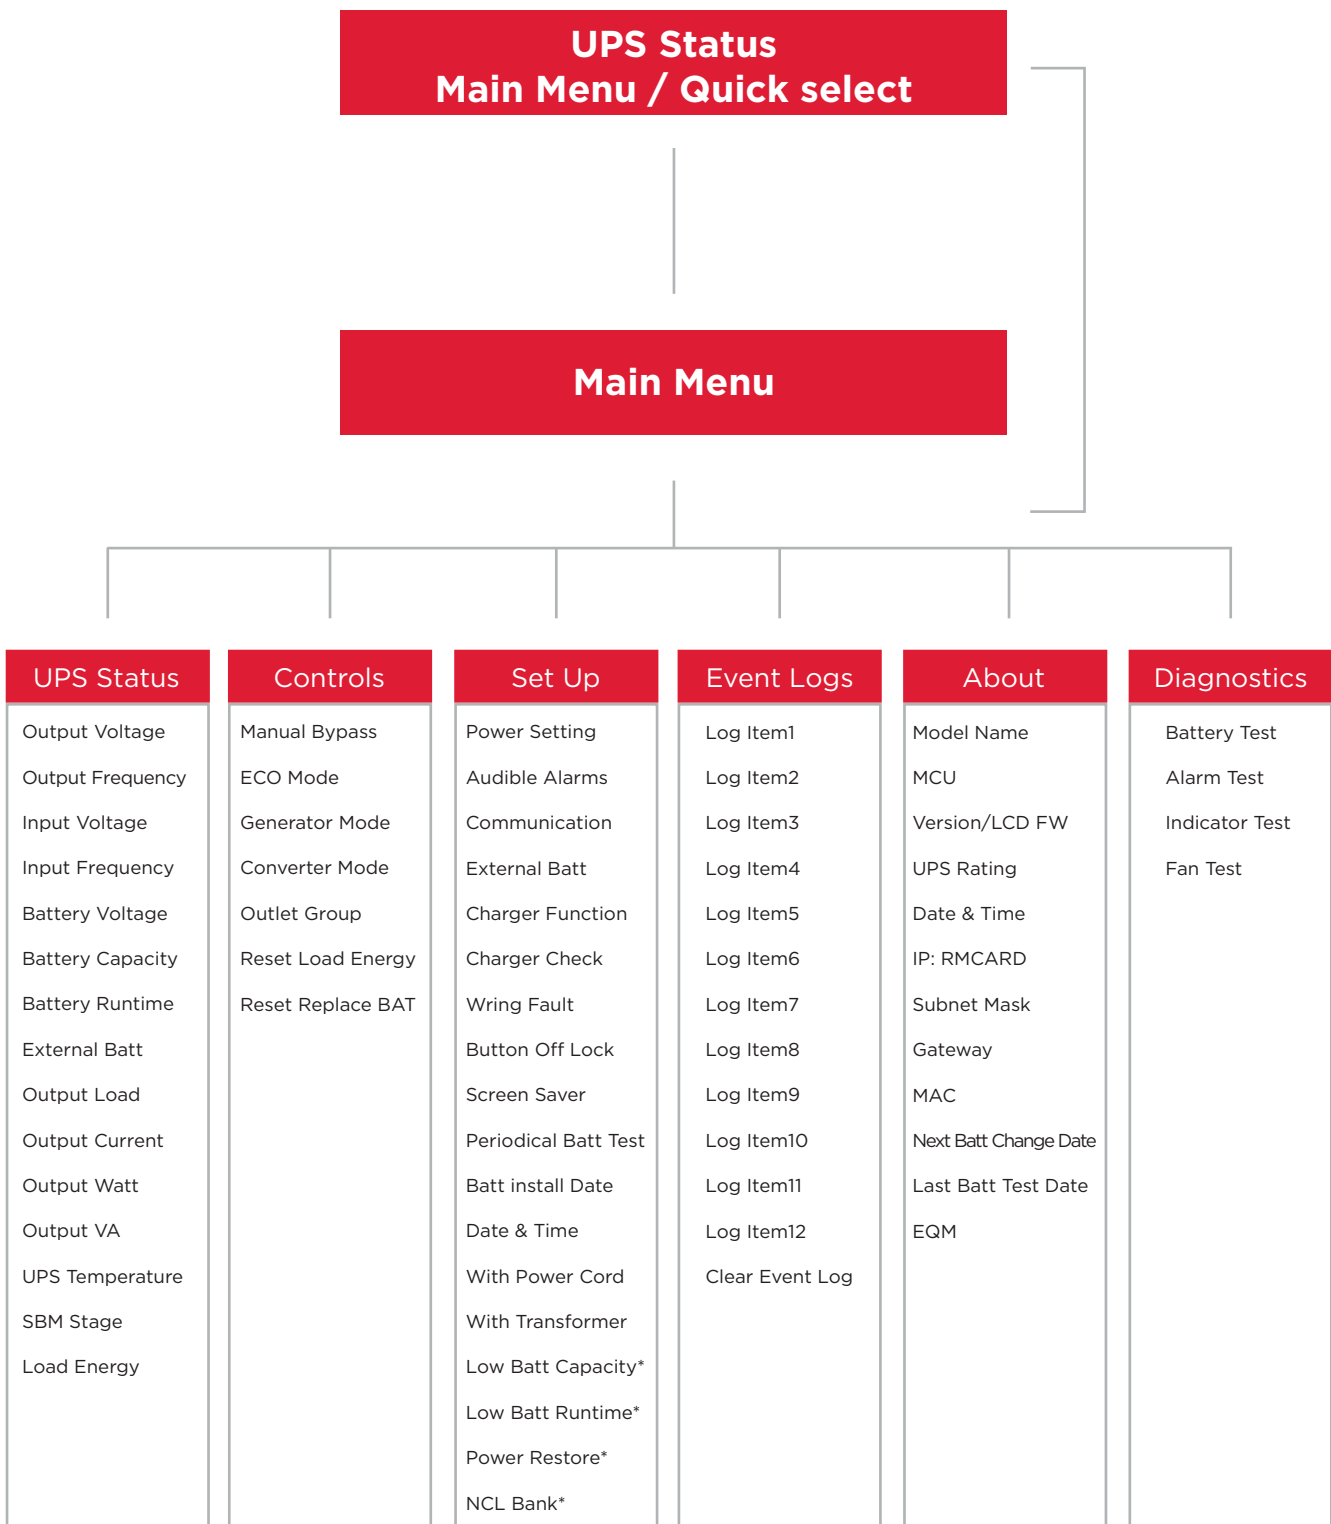 UPS Status
Main Menu / Quick select
Main Menu
UPS Status
Output Voltage
Output Frequency
Input Voltage
Input Frequency
Battery Voltage
Battery Capacity
Battery Runtime
External Batt
Output Load
Output Current
Output Watt
Output VA
UPS Temperature
SBM Stage
Load Energy
Controls
Manual Bypass
ECO Mode
Generator Mode
Converter Mode
Outlet Group
Reset Load Energy
Reset Replace BAT
Set Up
Power Setting
Audible Alarms
Communication
External Batt
Charger Function
Charger Check
Wring Fault
Button Off Lock
Screen Saver
Periodical Batt Test
Batt install Date
Date & Time
With Power Cord
With Transformer
Low Batt Capacity*
Low Batt Runtime*
Power Restore*
NCL Bank*
Event Logs
Log Item1
Log Item2
Log Item3
Log Item4
Log Item5
Log Item6
Log Item7
Log Item8
Log Item9
Log Item10
Log Item11
Log Item12
Clear Event Log
About
Model Name
MCU
Version/LCD FW
UPS Rating
Date & Time
IP: RMCARD
Subnet Mask
Gateway
MAC
Next Batt Change Date
Last Batt Test Date
EQM
Diagnostics
Battery Test
Alarm Test
Indicator Test
Fan Test